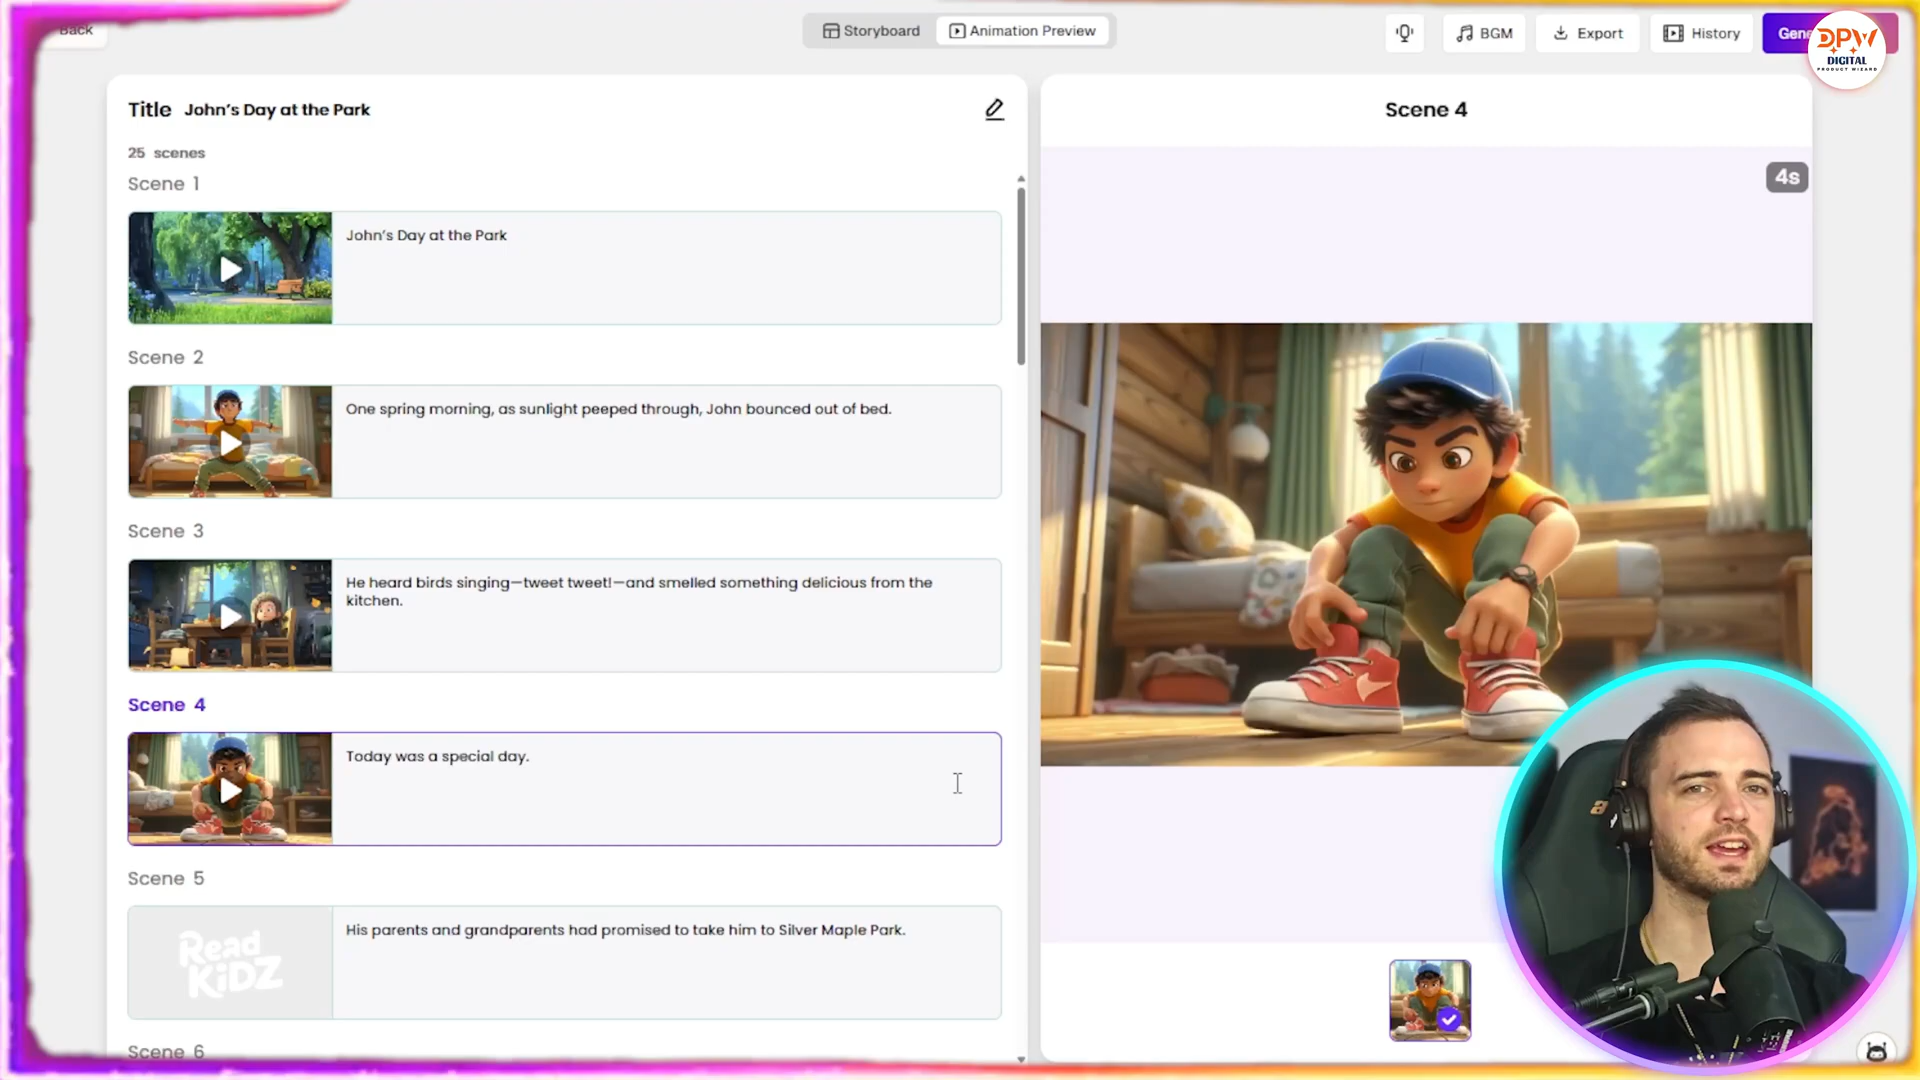 Back
Storyboard
Animation Preview
BGM
Export
History
Gene
DPW
DIGITAL
PRODUCT WIZARD
Title John's Day at the Park
25 scenes
Scene 1
John's Day at the Park
Scene 2
One spring morning, as sunlight peeped through, John bounced out of bed.
Scene 3
He heard birds singing—tweet tweet!—and smelled something delicious from the
kitchen.
Scene 4
Today was a special day.
Scene 5
Read
KiDZ
His parents and grandparents had promised to take him to Silver Maple Park.
Scene 6
Scene 4
4s